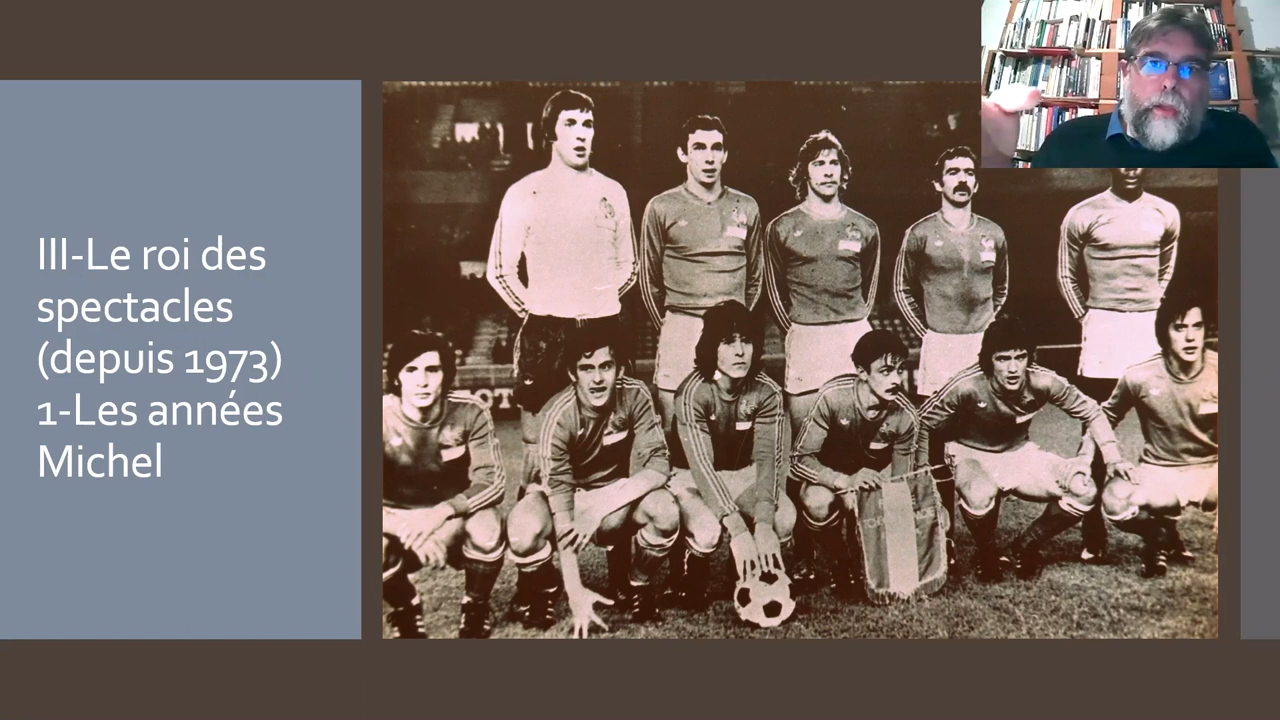 III-Le roi des
spectacles
(depuis 1973)
1-Les années
Michel